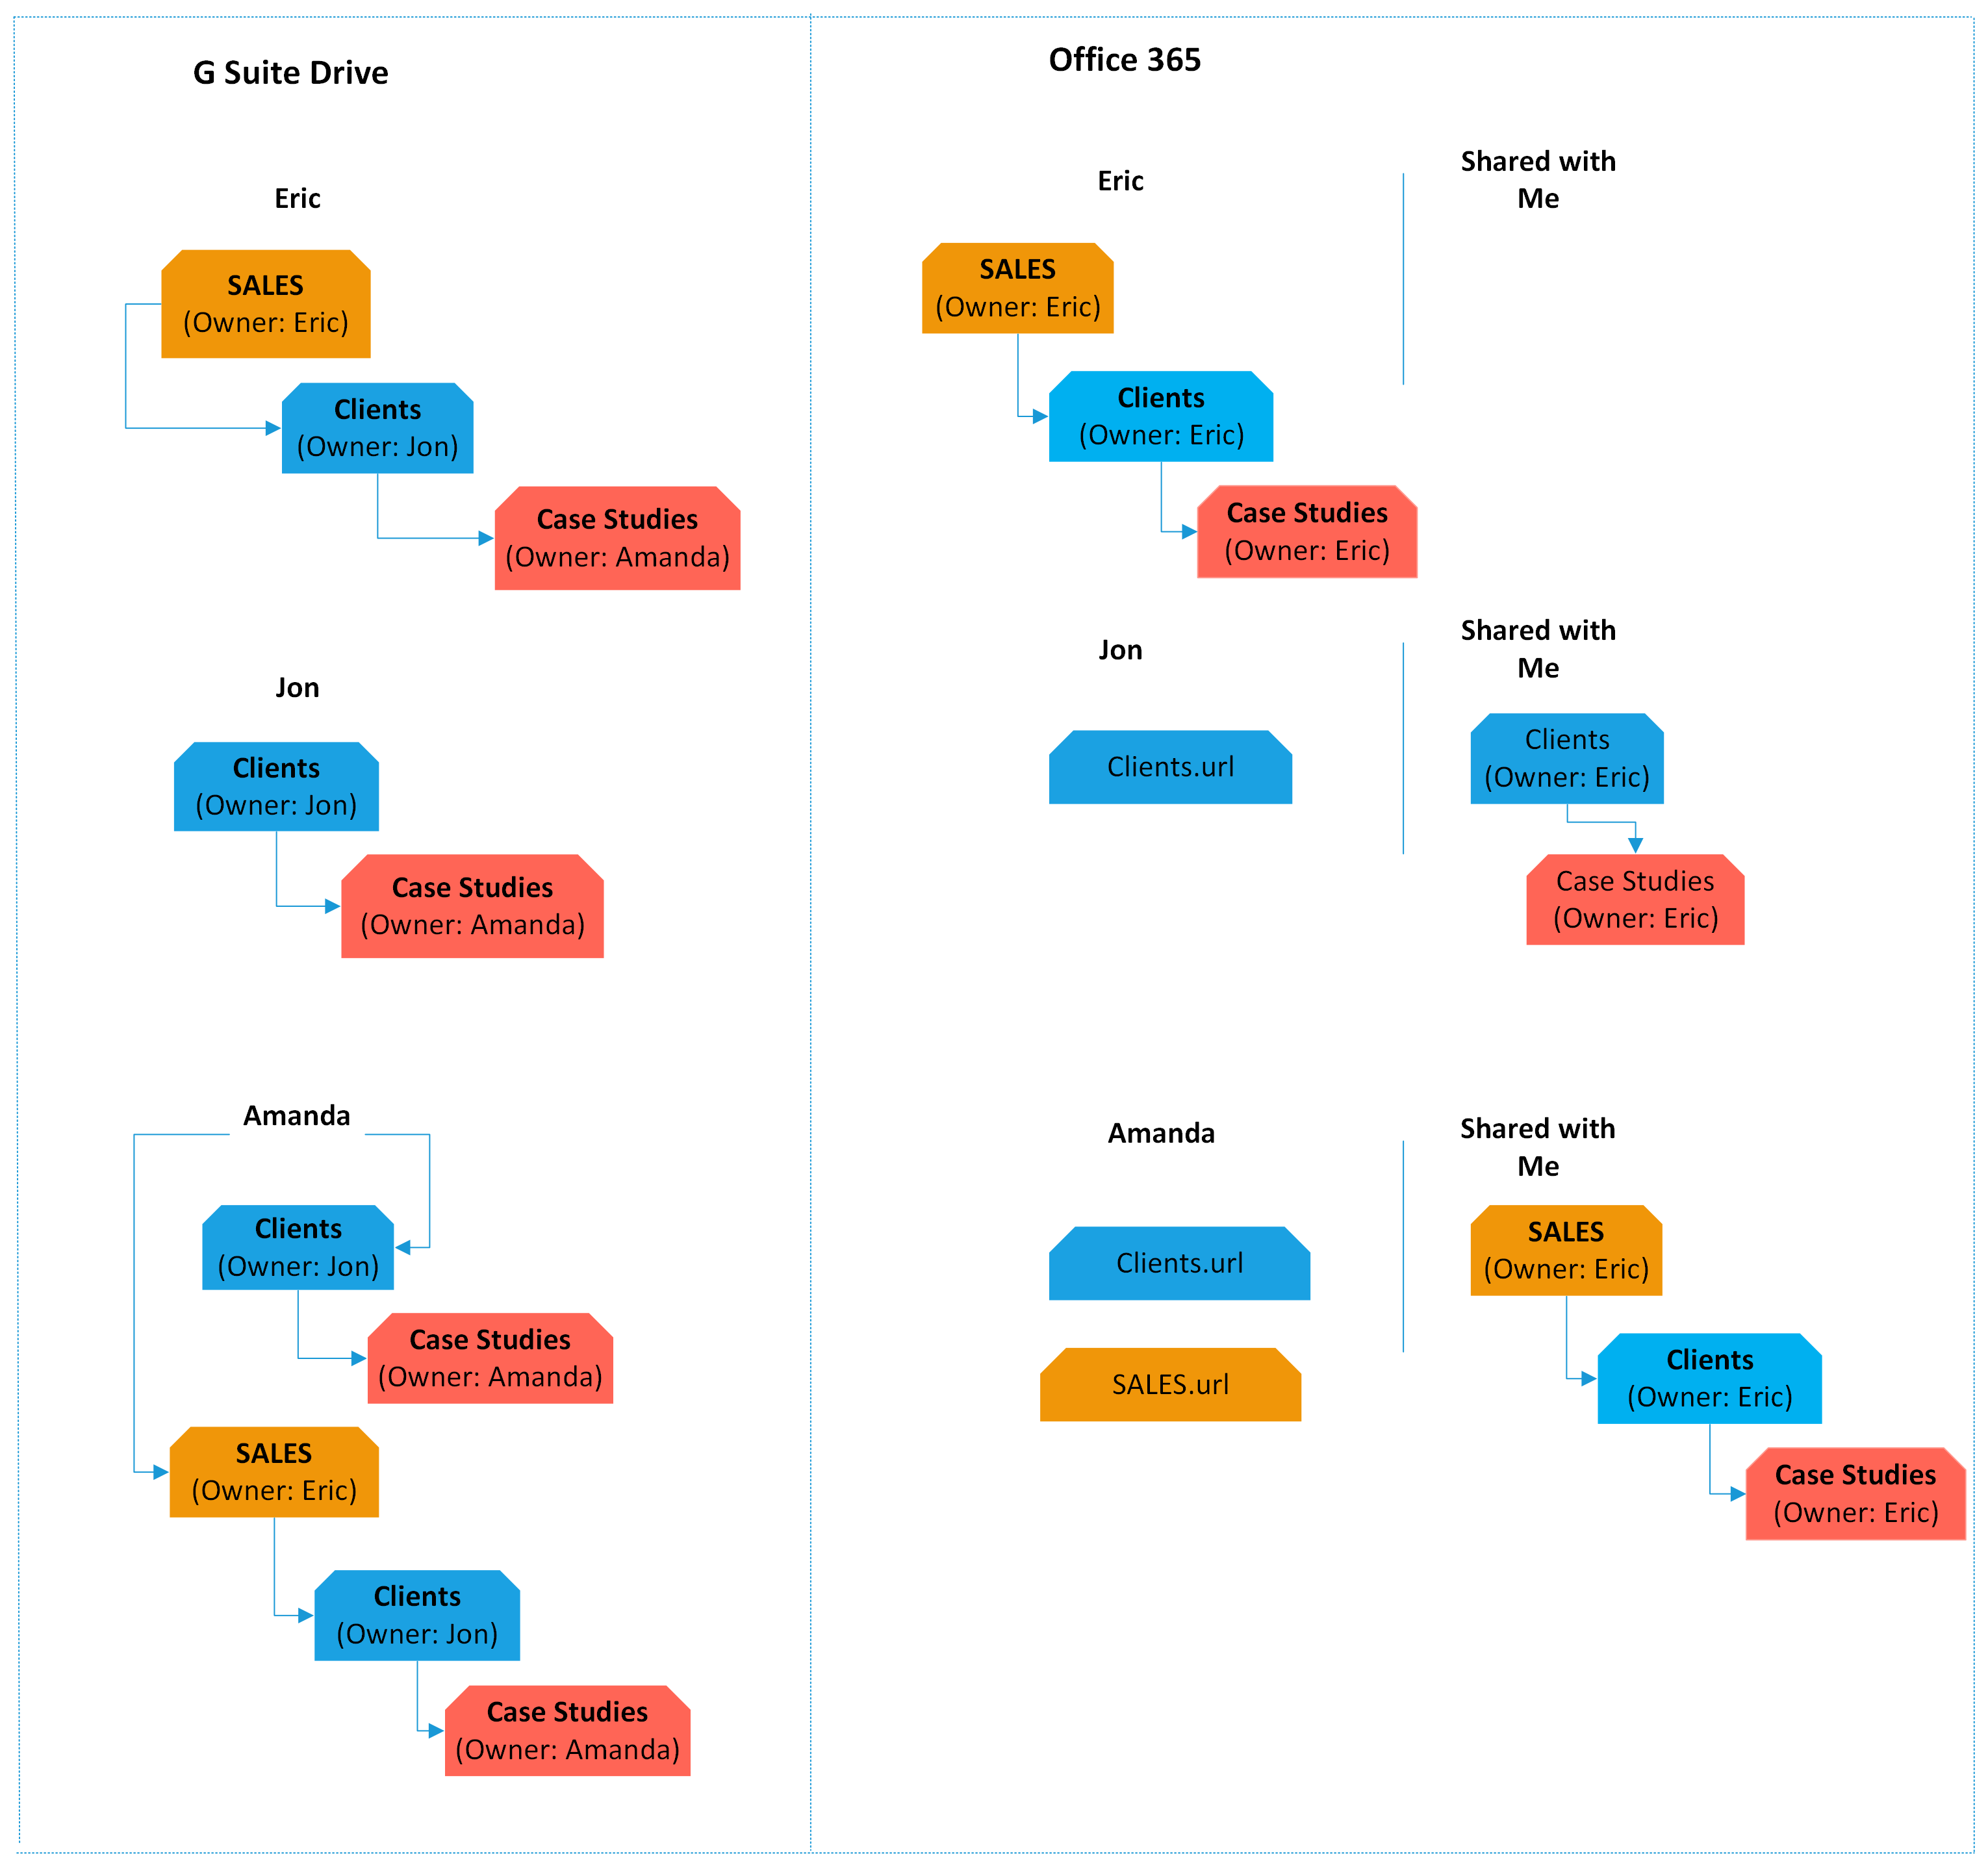 G Suite Drive
Eric
SALES
(Owner: Eric)
Clients
(Owner: Jon)
Case Studies
(Owner: Amanda)
Jon
Clients
(Owner: Jon)
Case Studies
(Owner: Amanda)
Amanda
Clients
(Owner: Jon)
Case Studies
(Owner: Amanda)
SALES
(Owner: Eric)
Clients
(Owner: Jon)
Case Studies
(Owner: Amanda)
Office 365
Eric
Shared with
Me
SALES
(Owner: Eric)
Clients
(Owner: Eric)
Case Studies
(Owner: Eric)
Jon
Shared with
Me
Clients.url
Clients
(Owner: Eric)
Case Studies
(Owner: Eric)
Amanda
Shared with
Me
Clients.url
SALES.url
SALES
(Owner: Eric)
Clients
(Owner: Eric)
Case Studies
(Owner: Eric)